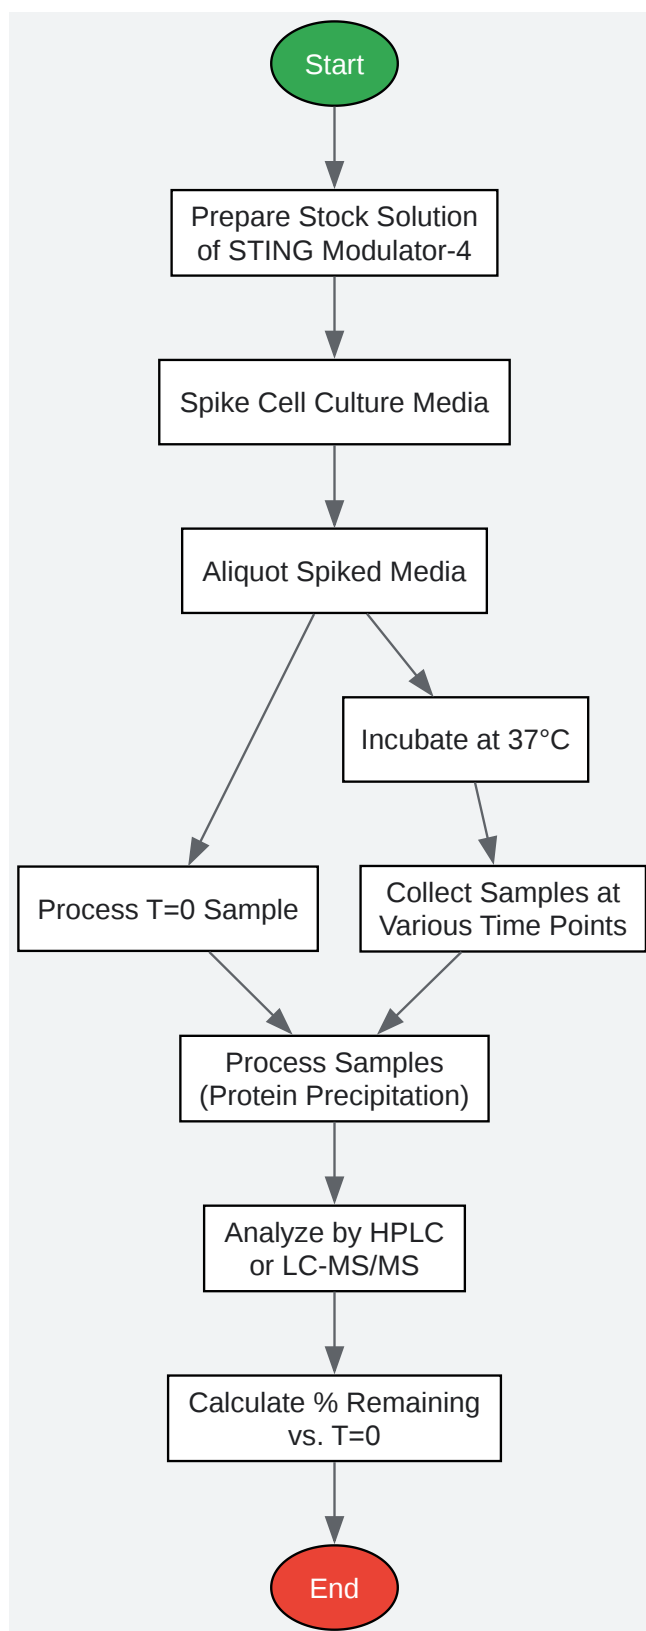 Start
Prepare Stock Solution
of STING Modulator-4
Spike Cell Culture Media
Aliquot Spiked Media
Incubate at 37°C
Process T=0 Sample
Collect Samples at
Various Time Points
Process Samples
(Protein Precipitation)
Analyze by HPLC
or LC-MS/MS
Calculate % Remaining
vs. T=0
End